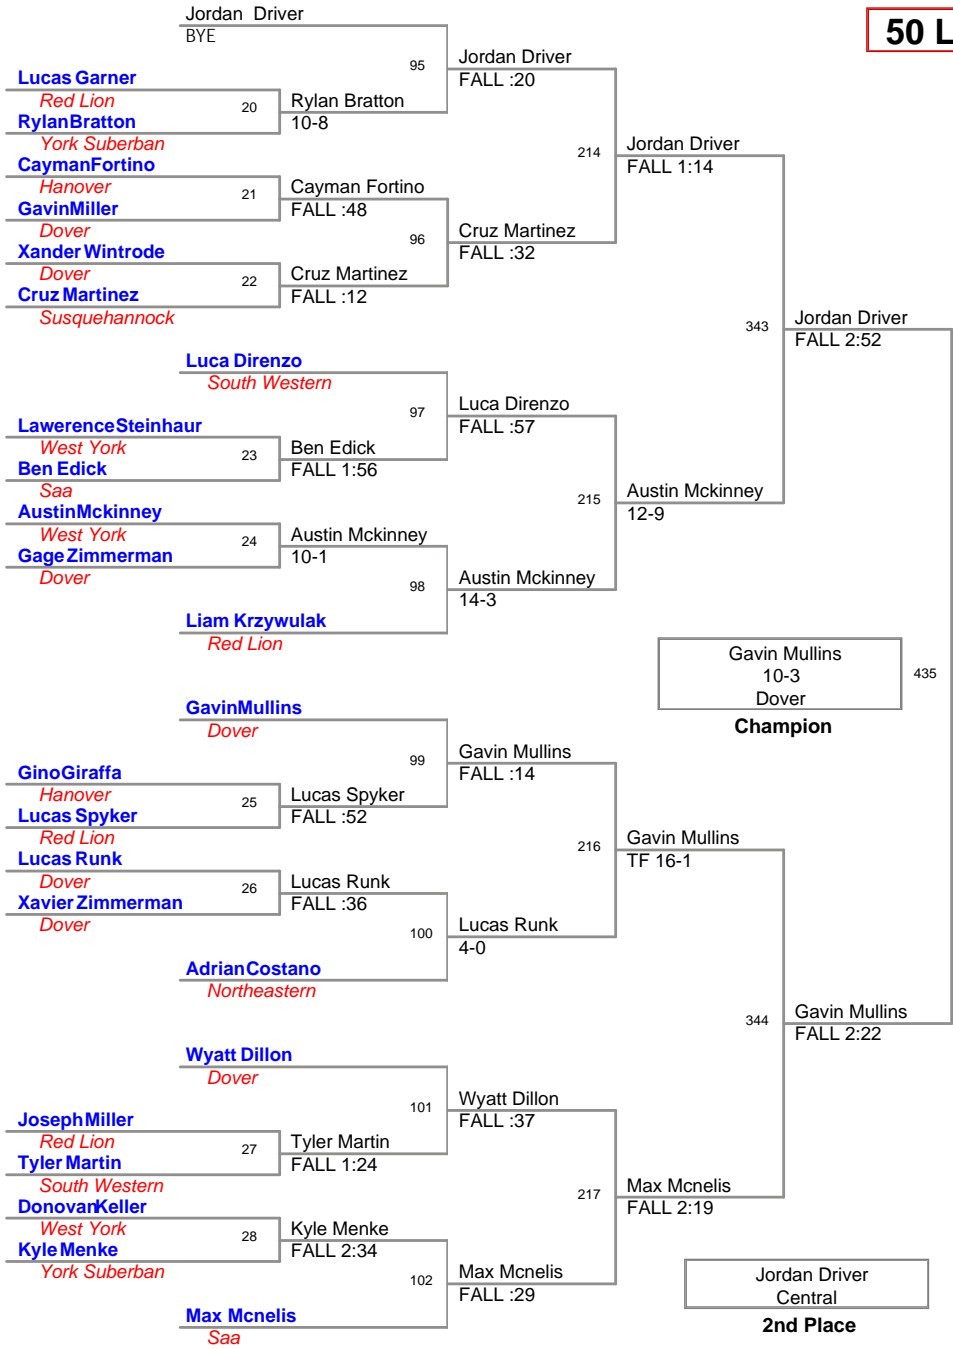 Jordan Driver
BYE
50 L
95
Jordan Driver
FALL :20
Lucas Garner
Red Lion
20
Rylan Bratton
10-8
RylanBratton
York Suberban
214
Jordan Driver
FALL 1:14
CaymanFortino
Hanover
21
Cayman Fortino
FALL :48
GavinMiller
Dover
96
Cruz Martinez
FALL :32
Xander Wintrode
Dover
22
Cruz Martinez
FALL :12
Cruz Martinez
Susquehannock
343
Jordan Driver
FALL 2:52
Luca Direnzo
South Western
97
Luca Direnzo
FALL :57
LawerenceSteinhaur
West York
23
Ben Edick
FALL 1:56
Ben Edick
Saa
215
Austin Mckinney
12-9
AustinMckinney
West York
24
Austin Mckinney
10-1
GageZimmerman
Dover
98
Austin Mckinney
14-3
Liam Krzywulak
Red Lion
Gavin Mullins
10-3
Dover
435
Champion
GavinMullins
Dover
99
Gavin Mullins
FALL :14
GinoGiraffa
Hanover
25
Lucas Spyker
FALL :52
Lucas Spyker
Red Lion
216
Gavin Mullins
TF 16-1
Lucas Runk
Dover
26
Lucas Runk
FALL :36
Xavier Zimmerman
Dover
100
Lucas Runk
4-0
AdrianCostano
Northeastern
344
Gavin Mullins
FALL 2:22
Wyatt Dillon
Dover
101
Wyatt Dillon
FALL :37
JosephMiller
Red Lion
27
Tyler Martin
FALL 1:24
Tyler Martin
South Western
217
Max Mcnelis
FALL 2:19
DonovanKeller
West York
28
Kyle Menke
FALL 2:34
KyleMenke
York Suberban
102
Max Mcnelis
FALL :29
Max Mcnelis
Saa
Jordan Driver
Central
2nd Place